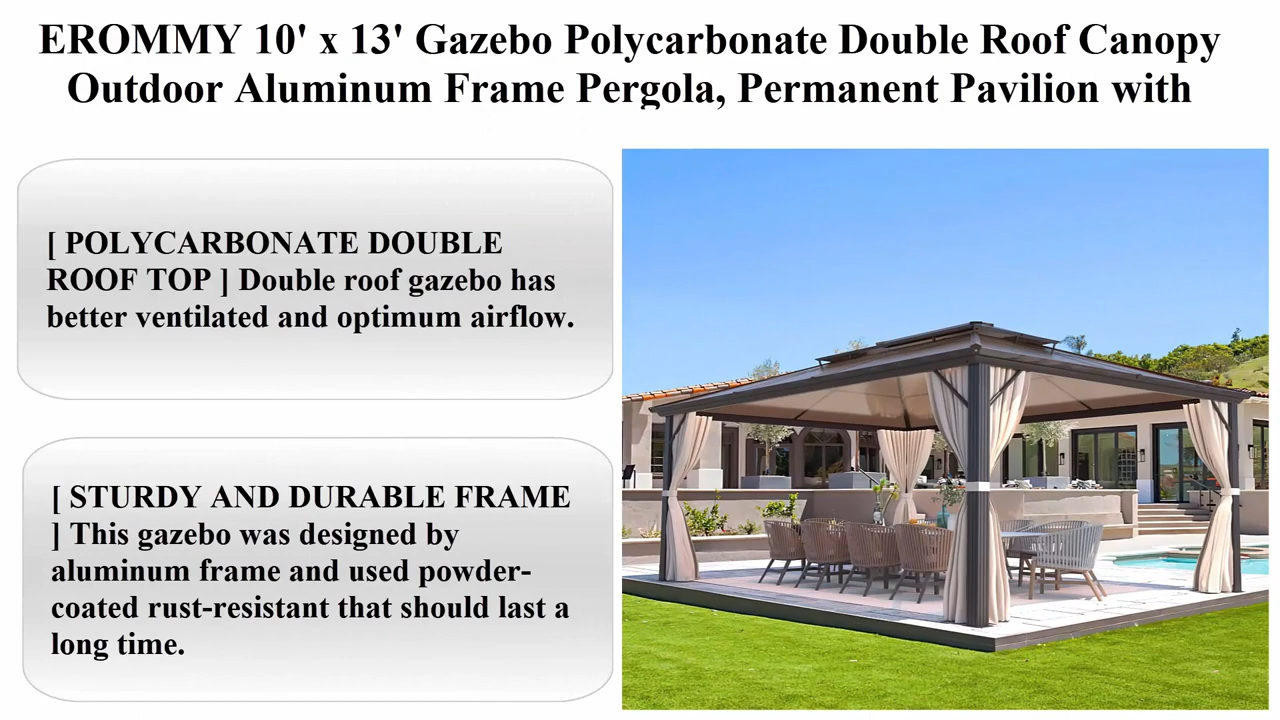 EROMMY 10' x 13' Gazebo Polycarbonate Double Roof Canopy
Outdoor Aluminum Frame Pergola, Permanent Pavilion with
[ POLYCARBONATE DOUBLE
ROOF TOP ] Double roof gazebo has
better ventilated and optimum airflow.
[ STURDY AND DURABLE FRAME
] This gazebo was designed by
aluminum frame and used powder-
coated rust-resistant that should last a
long time.